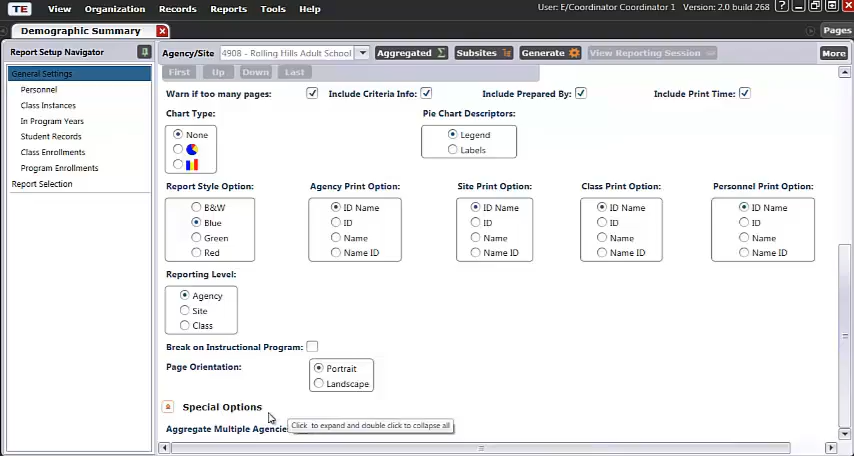 TE View Organization Records Reports Tools Help User: E/Coordinator Coordinator 1 Version: 2.0 build 268
Demographic Summary Pages
Report Setup Navigator Agency/Site 4908 - Rolling Hills Adult School Aggregated Σ Subsites Generate View Reporting Session More
General Settings First Up Down Last
Personnel Warn if too many pages: Include Criteria Info: Include Prepared By: Include Print Time:
Class Instances Chart Type: Pie Chart Descriptors:
In Program Years
Student Records None Legend
Class Enrollments Labels
Program Enrollments
Report Selection Report Style Option: Agency Print Option: Site Print Option: Class Print Option: Personnel Print Option:
B&W ID Name ID Name ID Name ID Name
Blue ID ID ID ID
Green Name Name Name Name
Red Name ID Name ID Name ID Name ID
Reporting Level:
Agency
Site
Class
Break on Instructional Program:
Page Orientation: Portrait
Landscape
Special Options
Click to expand and double click to collapse all
Aggregate Multiple Agencie